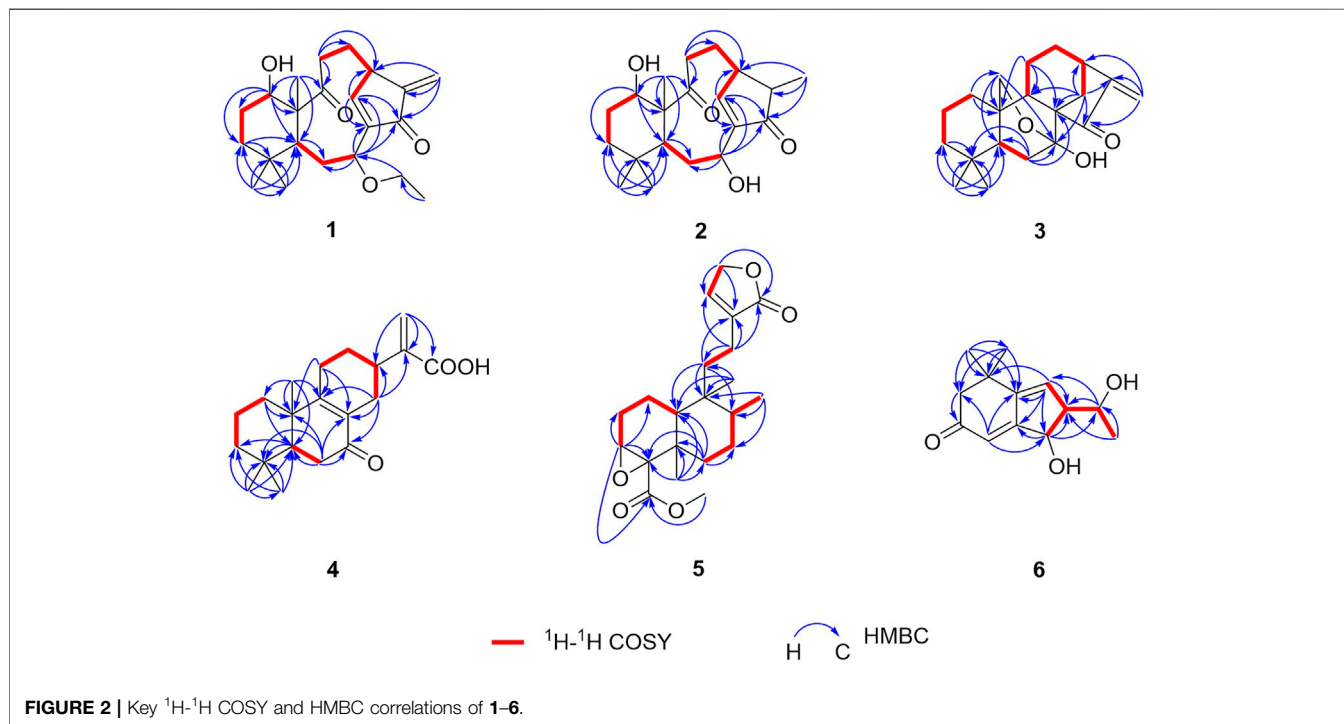 OH
O
O
O
1
OH
O
O
OH
2
O
O
OH
3
COOH
O
4
O
O
O
O
O
5
OH
O
OH
6
¹H-¹H COSY
H C HMBC
FIGURE 2 | Key ¹H-¹H COSY and HMBC correlations of 1–6.